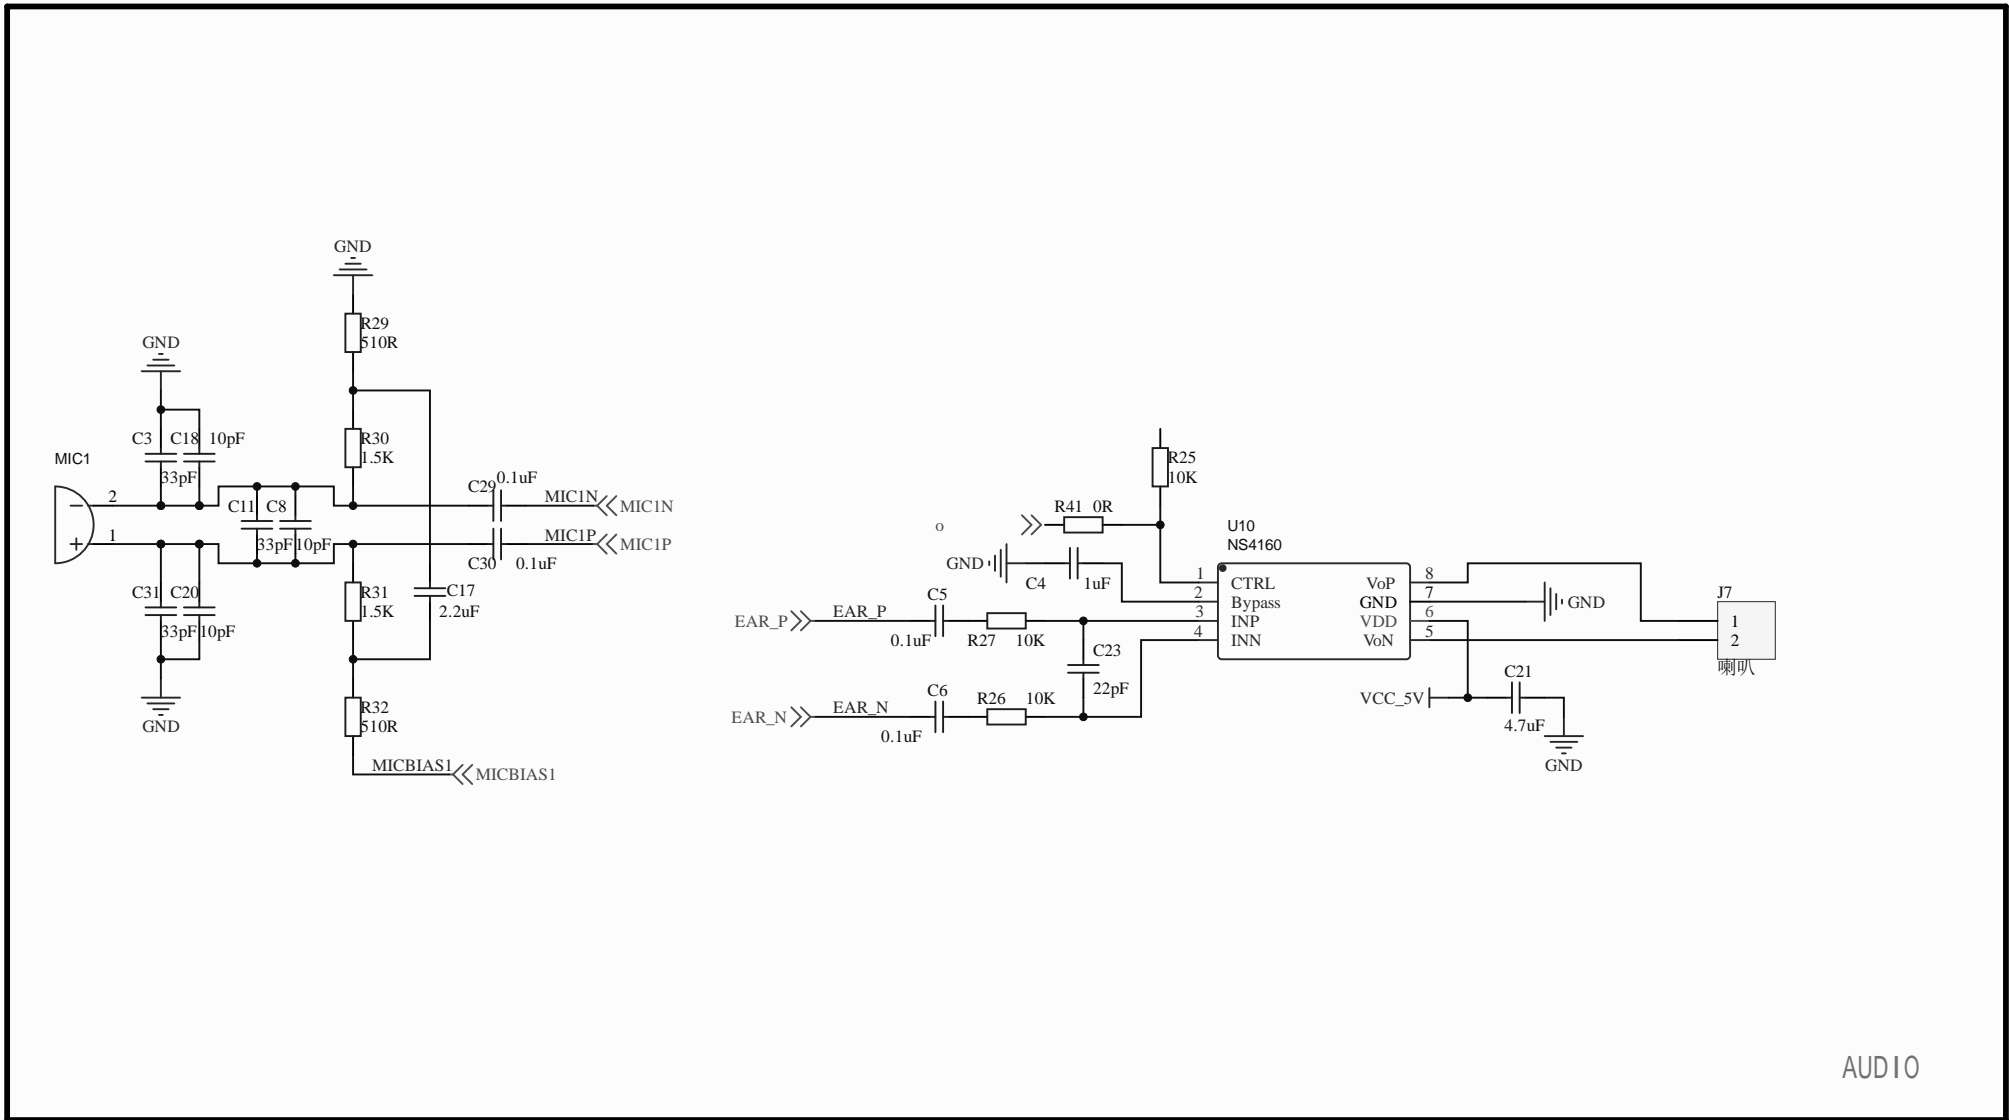 GND
R29
510R
GND
R30
1.5K
C3 C18 10pF
33pF
MIC1
2
1
C11 C8
33pF 10pF
C29 0.1uF
MIC1N MIC1N
MIC1P MIC1P
C30 0.1uF
C31 C20
33pF 10pF
R31
1.5K
C17
2.2uF
GND
R32
510R
MICBIAS1 MICBIAS1
R25
10K
R41 0R
o
GND
C4 1uF
U10
NS4160
1 CTRL VoP 8
2 Bypass GND 7
3 INP VDD 6
4 INN VoN 5
EAR_P EAR_P
C5
0.1uF
R27 10K
C23
22pF
EAR_N EAR_N
C6
0.1uF
R26 10K
GND
J7
1
2
喇叭
VCC_5V
C21
4.7uF
GND
AUDIO